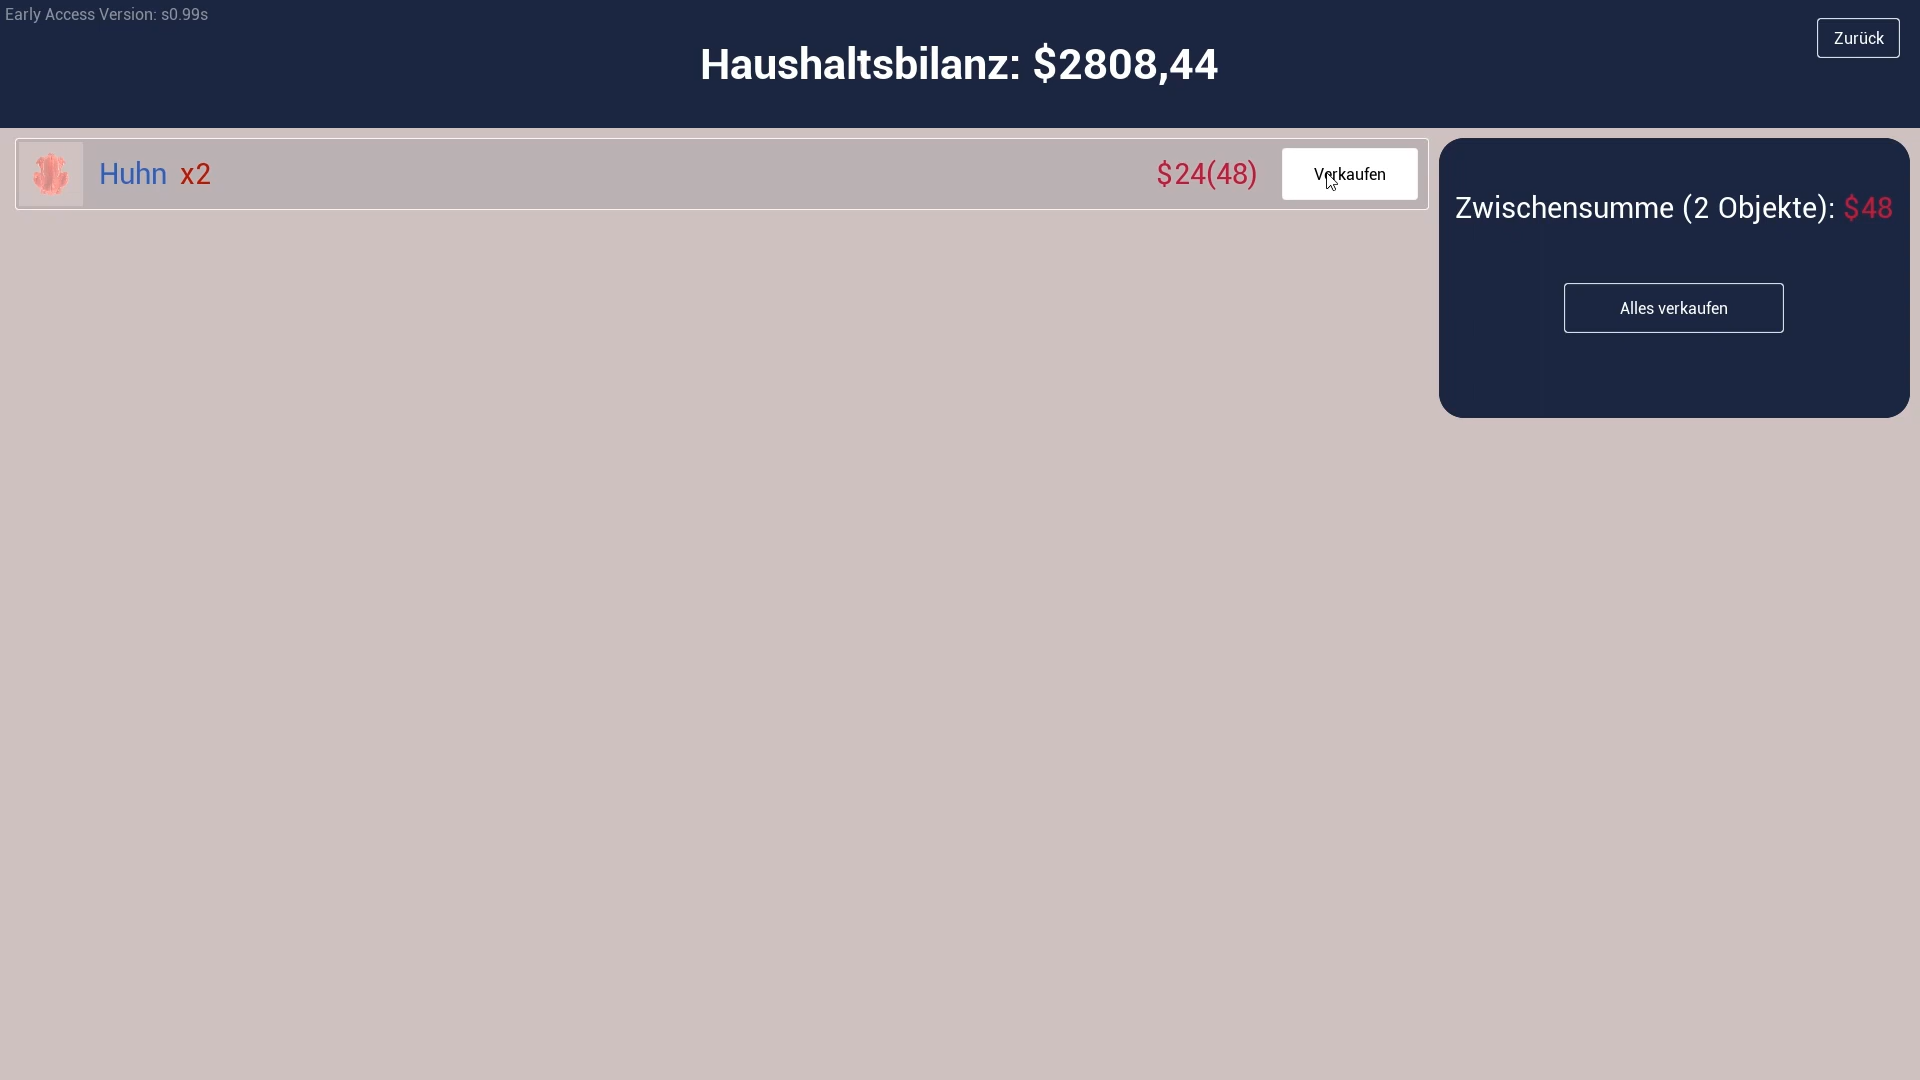 Early Access Version: s0.99s
Haushaltsbilanz: $2808,44
Zurück
Huhn x2 $24(48) Verkaufen
Zwischensumme (2 Objekte): $48
Alles verkaufen